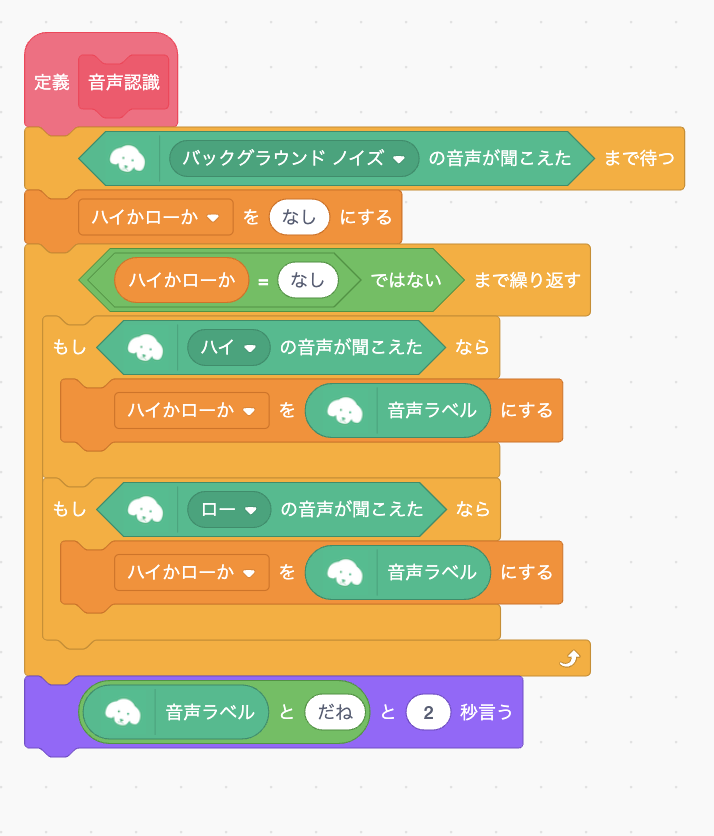 定義 音声認識
バックグラウンド ノイズ の音声が聞こえた まで待つ
ハイかローか を なし にする
ハイかローか = なし ではない まで繰り返す
もし ハイ の音声が聞こえた なら
ハイかローか を 音声ラベル にする
もし ロー の音声が聞こえた なら
ハイかローか を 音声ラベル にする
音声ラベル と だね と 2 秒言う